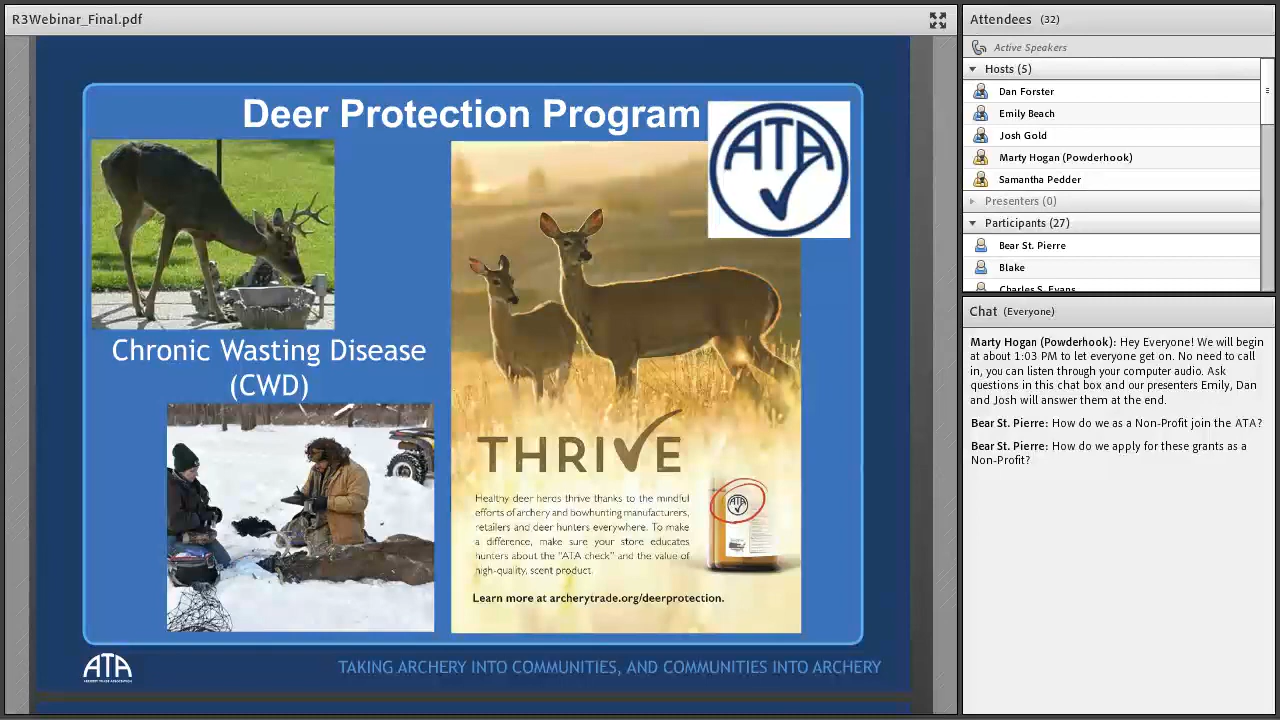 R3Webinar_Final.pdf
Deer Protection Program
ATA
Chronic Wasting Disease
(CWD)
THRIVE
Healthy deer herds thrive thanks to the mindful
efforts of archery and bowhunting manufacturers,
retailers and deer hunters everywhere. To make
a difference, make sure your store educates
hunters about the "ATA check" and the value of
high-quality, scent product.
ATA
Learn more at archerytrade.org/deerprotection.
ATA
ARCHERY TRADE ASSOCIATION
TAKING ARCHERY INTO COMMUNITIES, AND COMMUNITIES INTO ARCHERY
Attendees (32)
Active Speakers
Hosts (5)
Dan Forster
Emily Beach
Josh Gold
Marty Hogan (Powderhook)
Samantha Pedder
Presenters (0)
Participants (27)
Bear St. Pierre
Blake
Charles S. Evans
Chat (Everyone)
Marty Hogan (Powderhook): Hey Everyone! We will begin
at about 1:03 PM to let everyone get on. No need to call
in, you can listen through your computer audio. Ask
questions in this chat box and our presenters Emily, Dan
and Josh will answer them at the end.
Bear St. Pierre: How do we as a Non-Profit join the ATA?
Bear St. Pierre: How do we apply for these grants as a
Non-Profit?